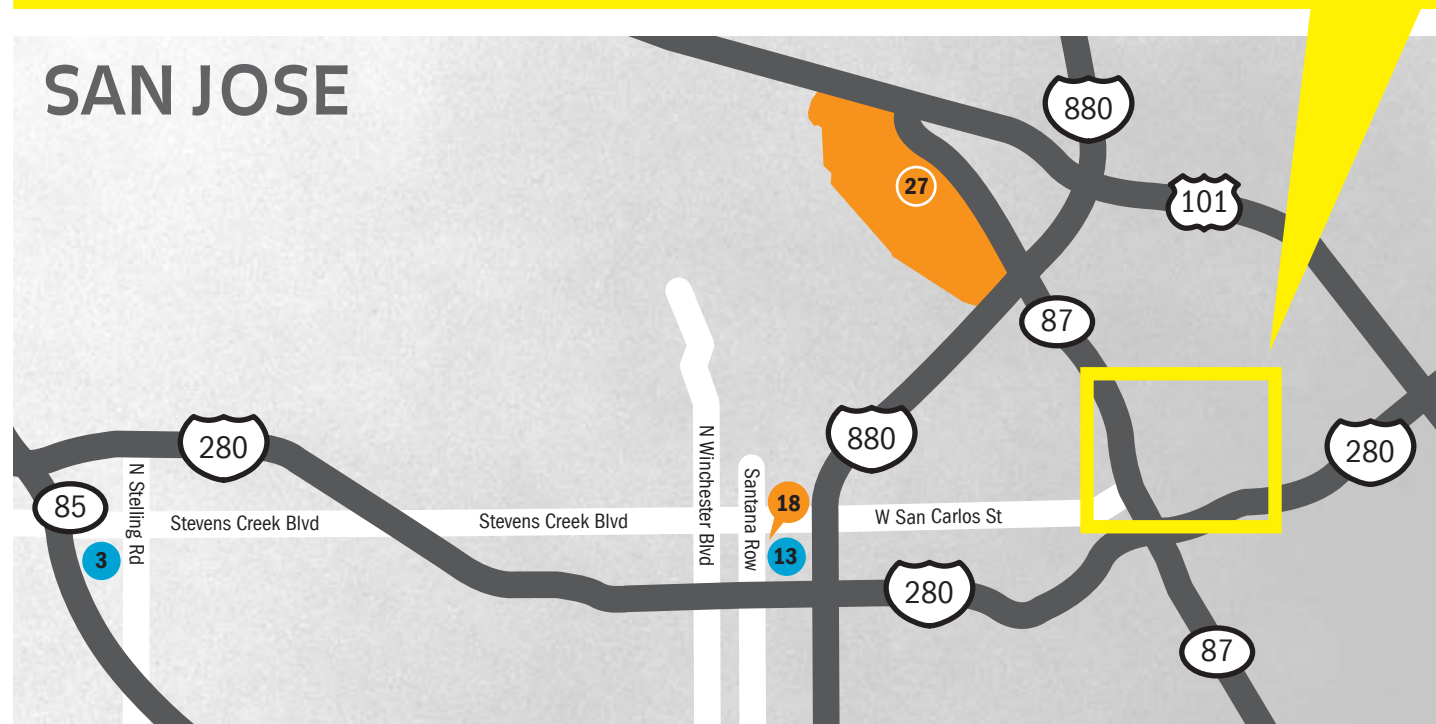 SAN JOSE
880
27
101
87
280
N Winchester Blvd
880
280
N Stelling Rd
Santana Row
85
18
Stevens Creek Blvd
Stevens Creek Blvd
W San Carlos St
3
13
280
87